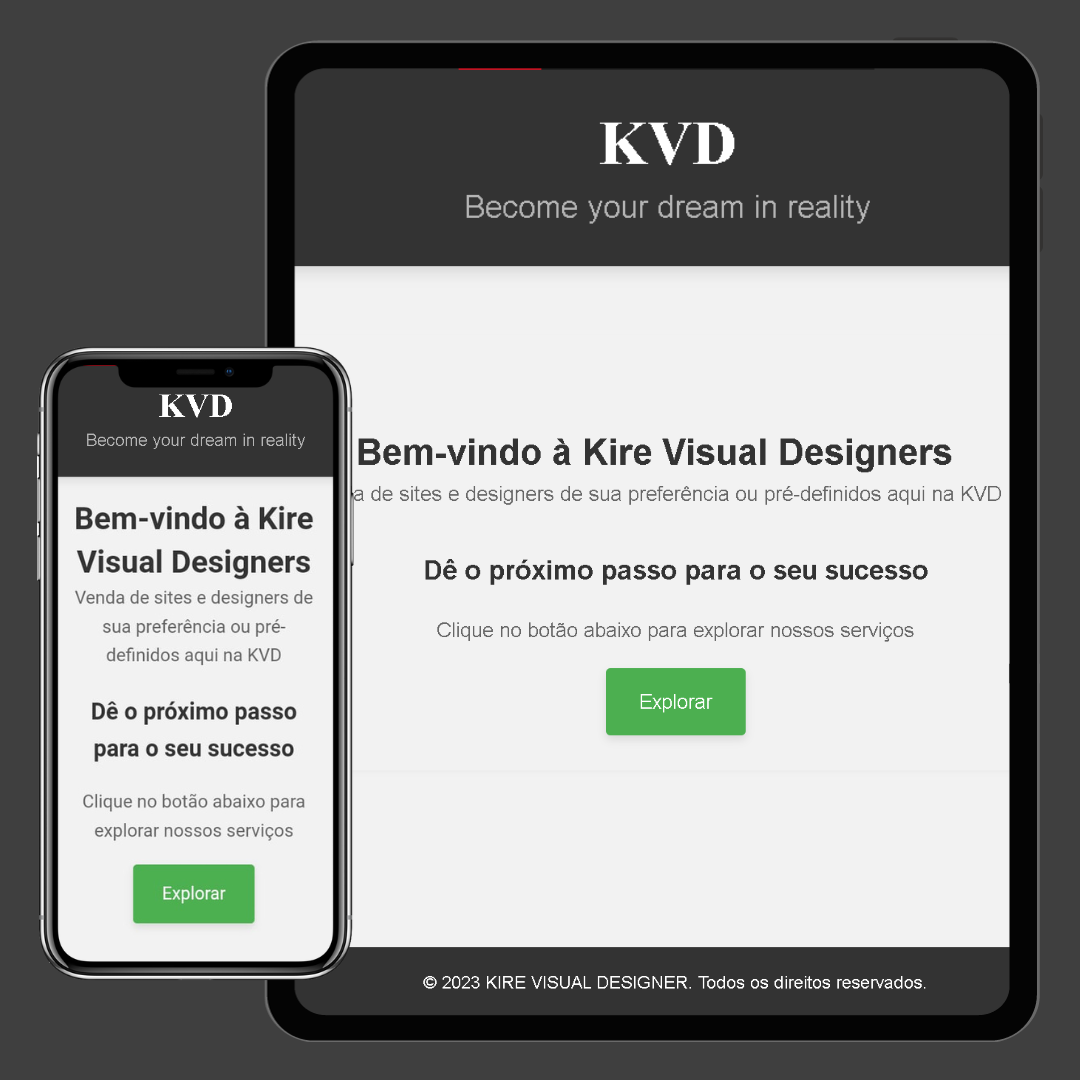 KVD
Become your dream in reality
Bem-vindo à Kire Visual Designers
a de sites e designers de sua preferência ou pré-definidos aqui na KVD
Dê o próximo passo para o seu sucesso
Clique no botão abaixo para explorar nossos serviços
Explorar
© 2023 KIRE VISUAL DESIGNER. Todos os direitos reservados.
KVD
Become your dream in reality
Bem-vindo à Kire
Visual Designers
Venda de sites e designers de
sua preferência ou pré-
definidos aqui na KVD
Dê o próximo passo
para o seu sucesso
Clique no botão abaixo para
explorar nossos serviços
Explorar